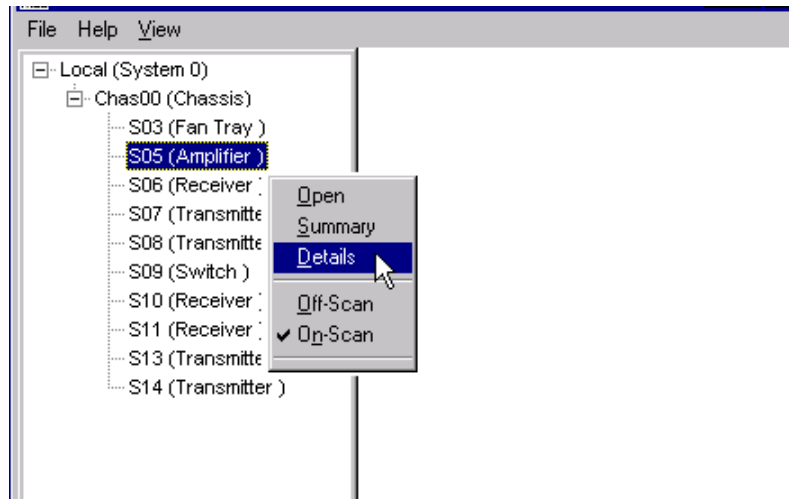 File Help View
Local (System 0)
Chas00 (Chassis)
S03 (Fan Tray )
S05 (Amplifier )
S06 (Receiver
S07 (Transmitte
S08 (Transmitte
S09 (Switch )
S10 (Receiver
S11 (Receiver
S13 (Transmitte
S14 (Transmitter )
Open
Summary
Details
Off-Scan
On-Scan